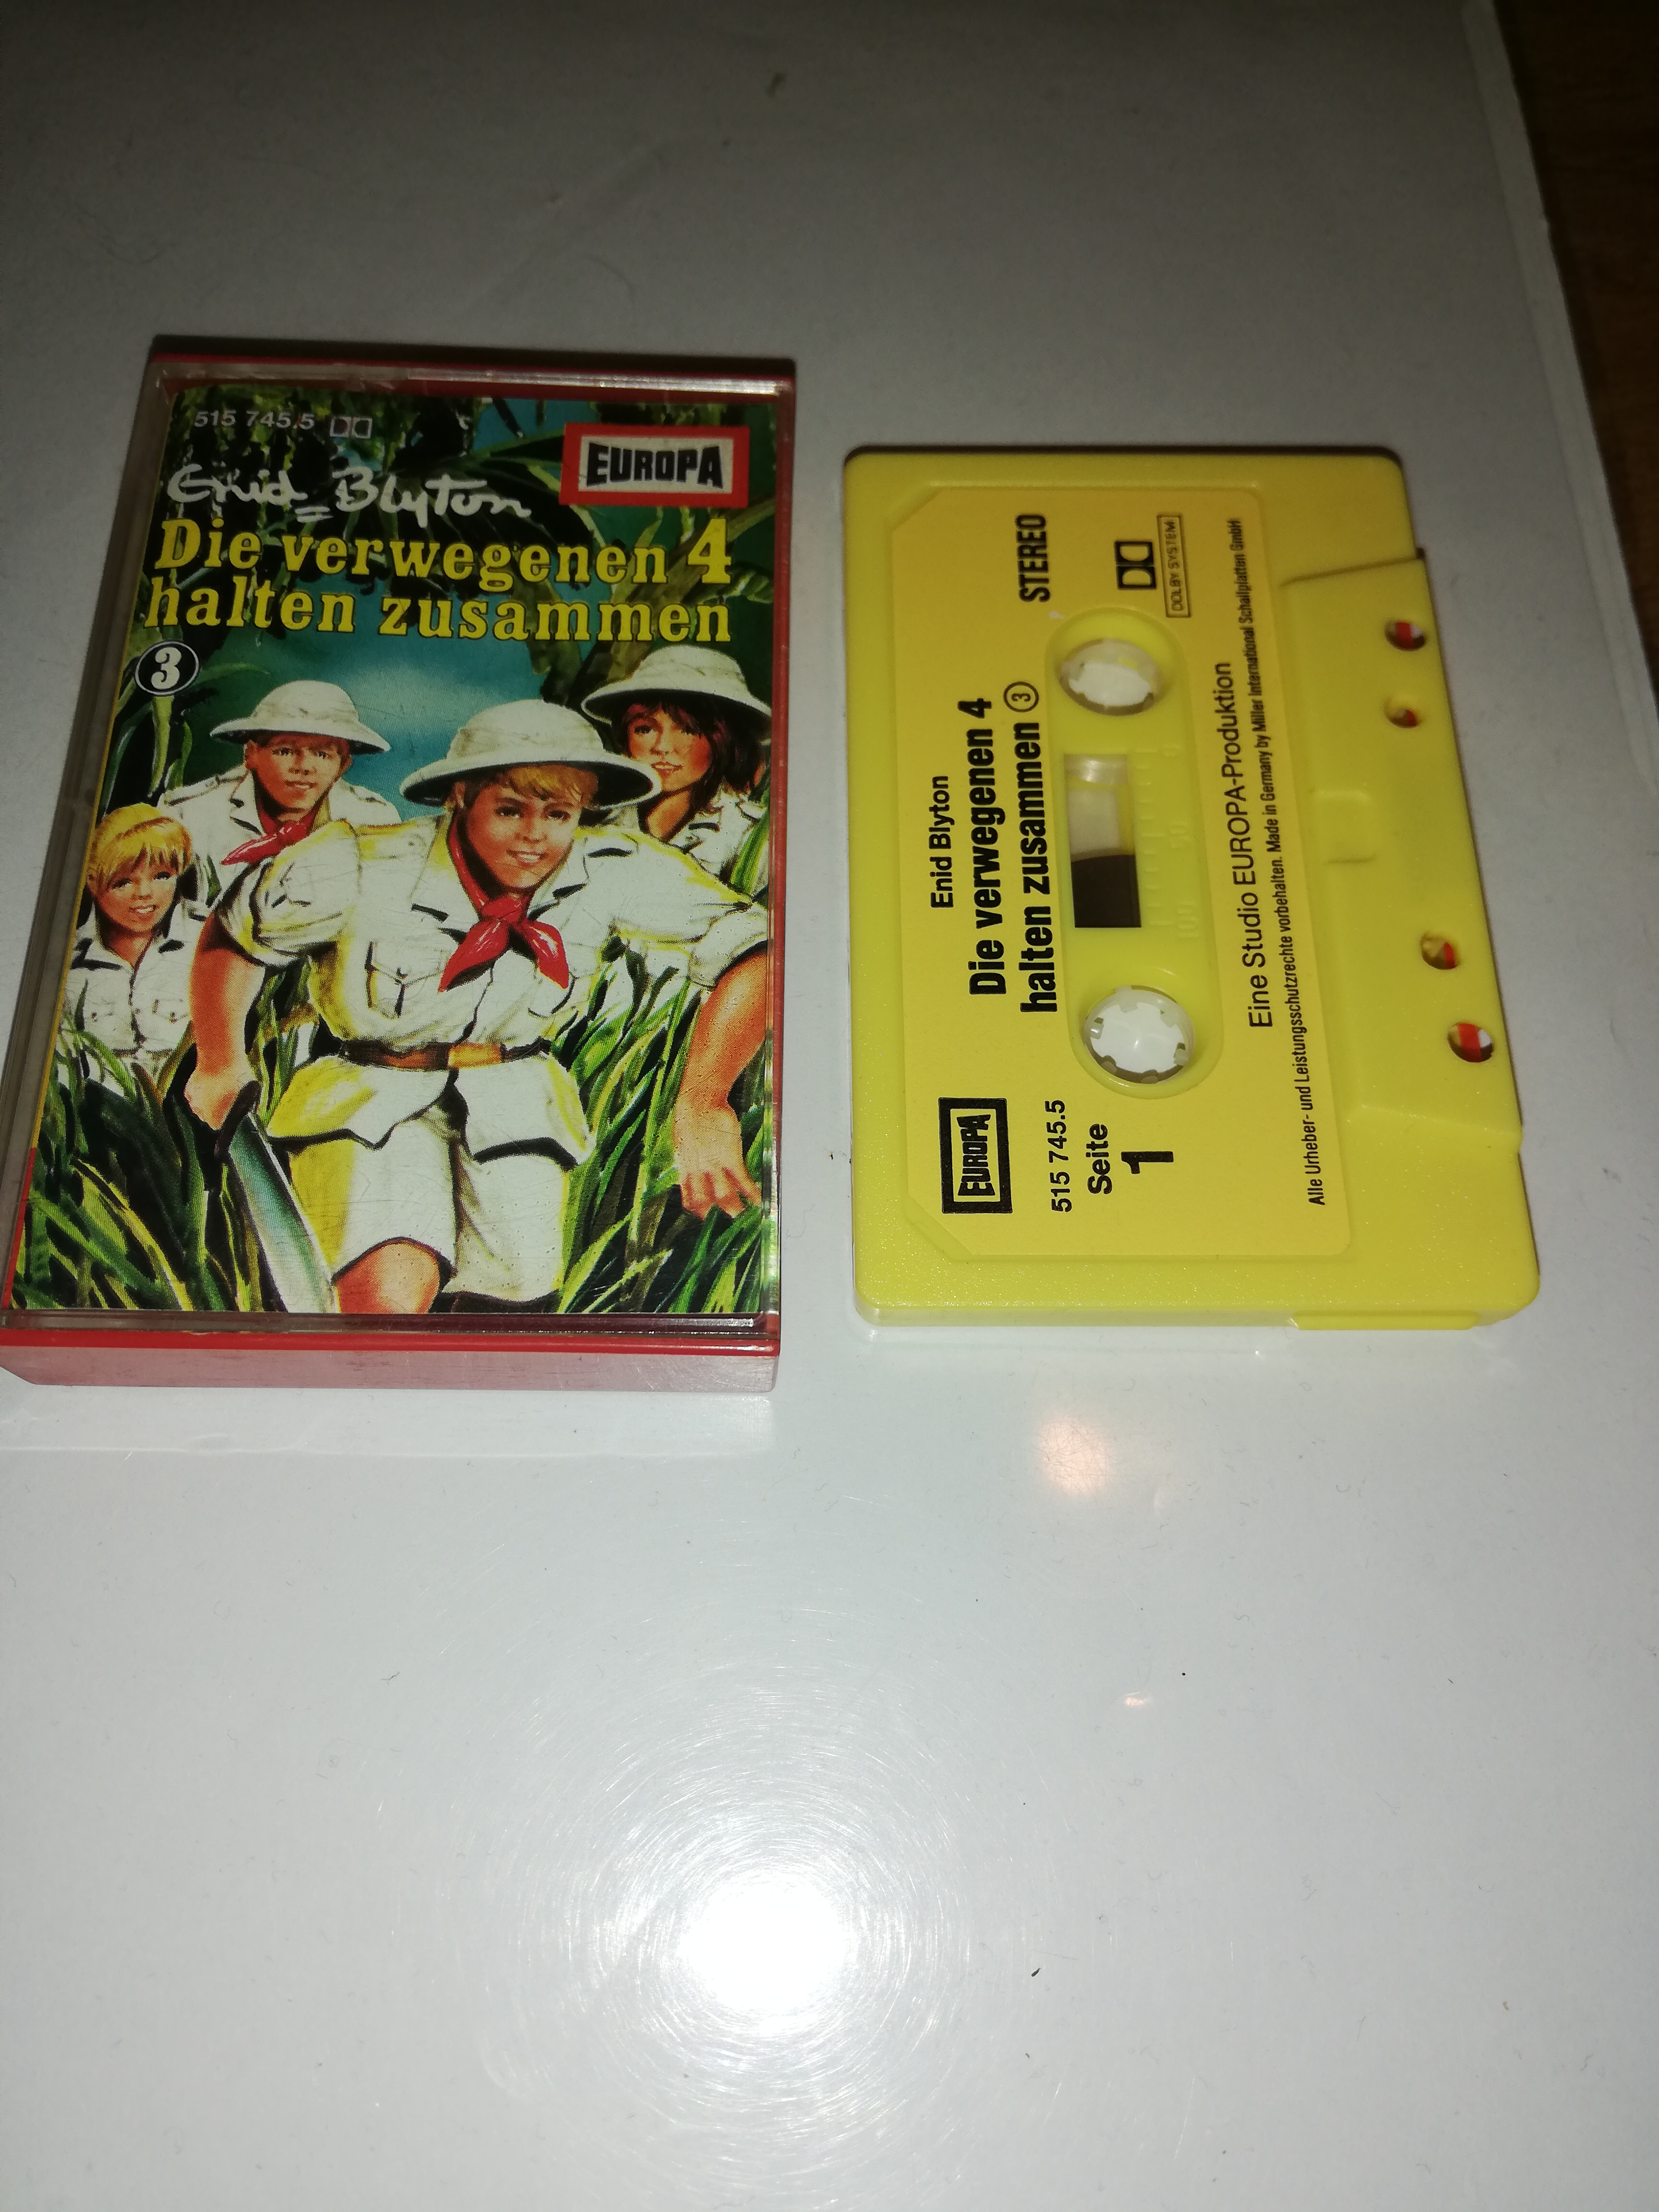 515 745.5
EUROPA
Enid Blyton
Die verwegenen 4
halten zusammen
3
EUROPA
515 745.5
Seite
1
Enid Blyton
Die verwegenen 4
halten zusammen 3
STEREO
DOLBY SYSTEM
Eine Studio EUROPA-Produktion
Alle Urheber- und Leistungsschutzrechte vorbehalten. Made in Germany by Miller International Schallplatten GmbH